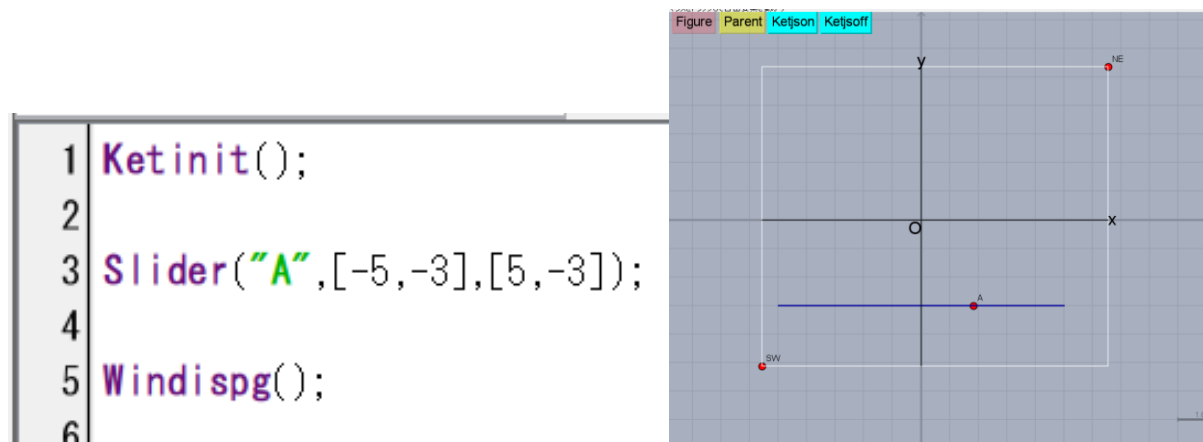 Figure Parent Ketjson Ketjsoff
y
NE
x
O
A
SW
1 Ketinit();
2
3 Slider("A",[-5,-3],[5,-3]);
4
5 Windispg();
6